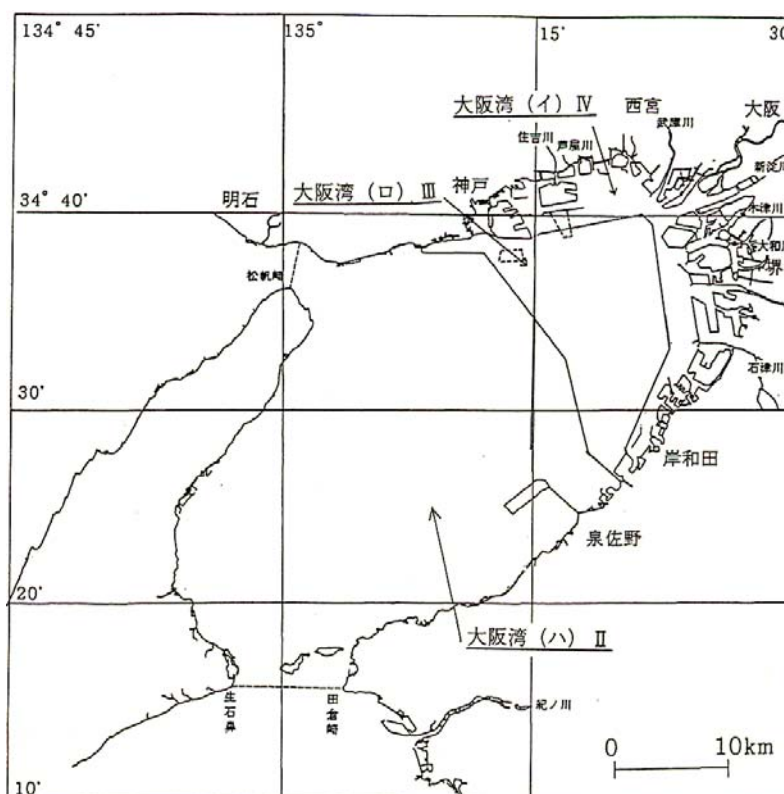 134° 45'
135°
15'
30
大阪湾（イ）Ⅳ
西宮
大阪
武庫川
住吉川
芦屋川
新淀川
34° 40'
明石
大阪湾（ロ）Ⅲ
神戸
木津川
大和川
堺
松帆崎
石津川
30'
岸和田
泉佐野
20'
大阪湾（ハ）Ⅱ
生石鼻
田倉崎
紀ノ川
0
10km
10'